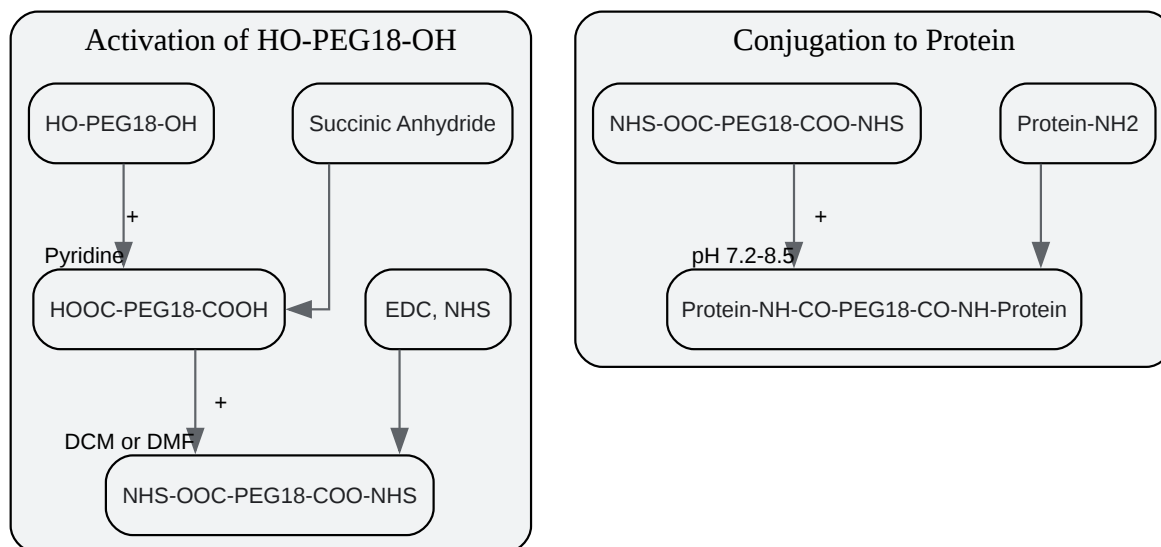 Activation of HO-PEG18-OH
HO-PEG18-OH
Succinic Anhydride
+
Pyridine
HOOC-PEG18-COOH
EDC, NHS
+
DCM or DMF
NHS-OOC-PEG18-COO-NHS
Conjugation to Protein
NHS-OOC-PEG18-COO-NHS
Protein-NH2
+
pH 7.2-8.5
Protein-NH-CO-PEG18-CO-NH-Protein